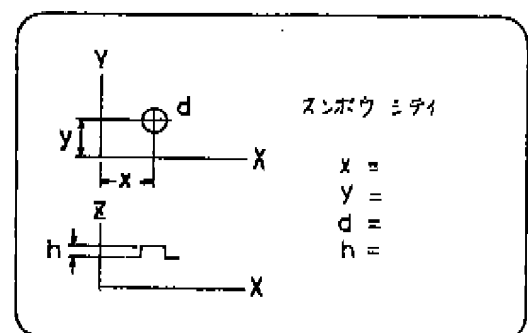 Y
d
y
X
x
Z
h
X
スンポウ シテイ
x =
y =
d =
h =